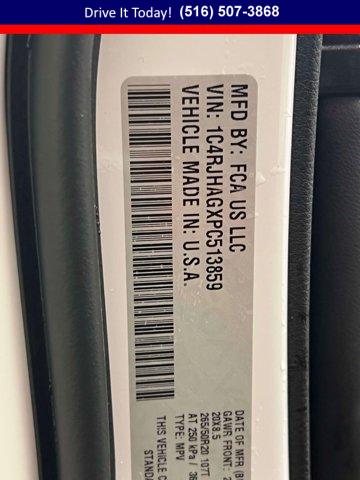 Drive It Today! (516) 507-3868
MFD BY: FCA US LLC
VIN: 1C4RJHAGXPC513859
VEHICLE MADE IN: U.S.A.
DATE OF MFR
GAWR FRONT:
20X8.5
265/50R20 107T
AT 250 kPa /
TYPE: MPV
THIS VEHICLE